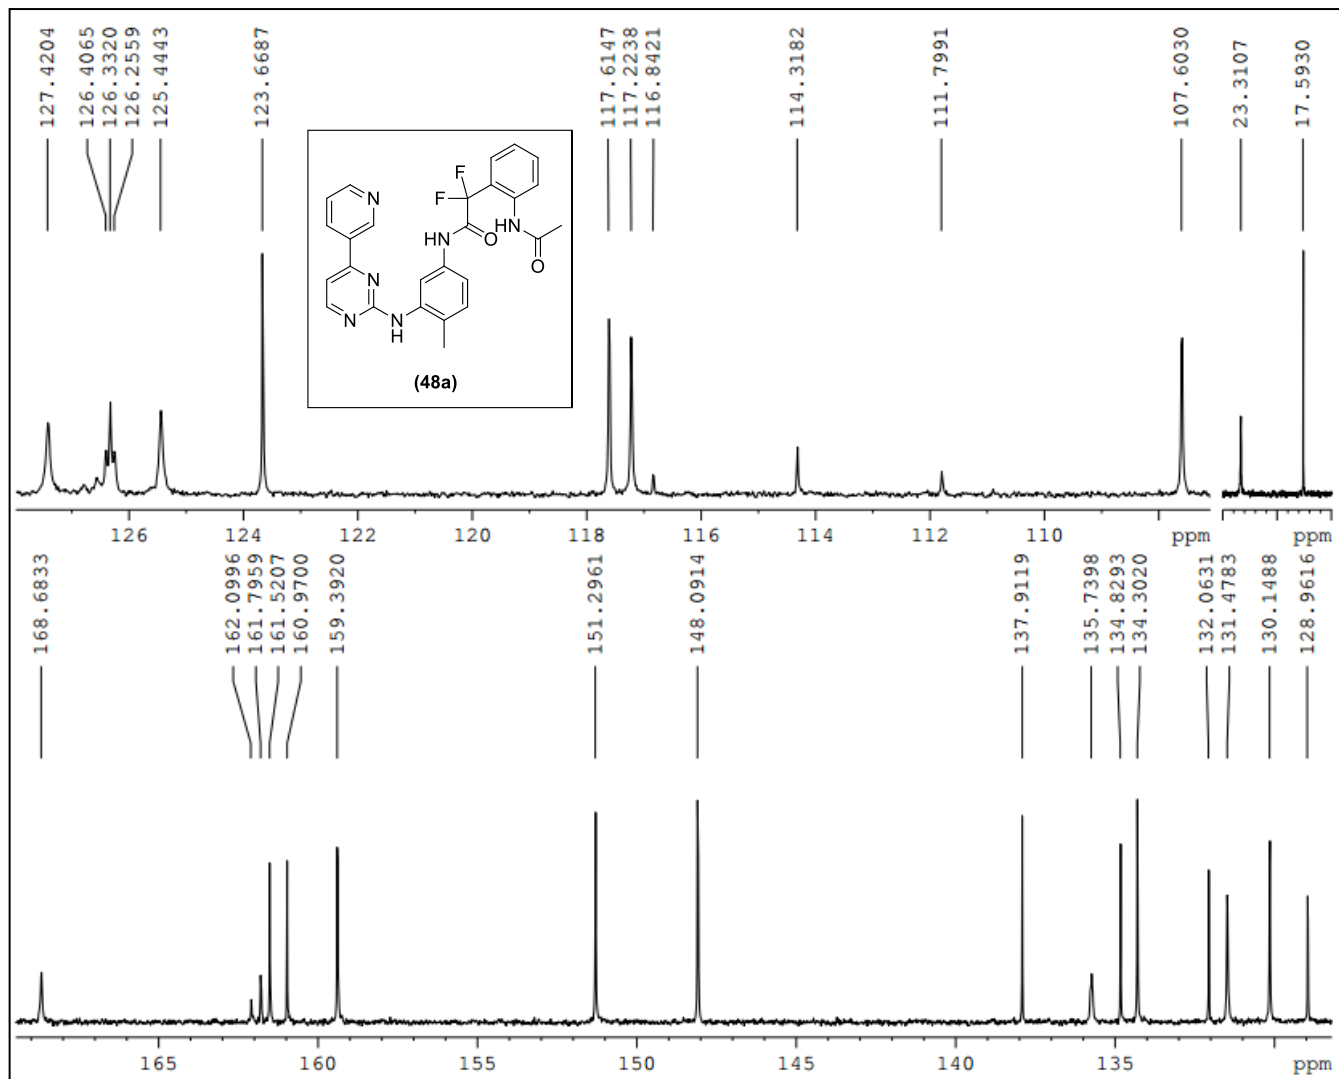 127.4204
126.4065
126.3320
126.2559
125.4443
123.6687
117.6147
117.2238
116.8421
114.3182
111.7991
107.6030
23.3107
17.5930
F
F
N
HN
O
HN
O
N
N
N
H
(48a)
126 124 122 120 118 116 114 112 110 ppm ppm
168.6833
162.0996
161.7959
161.5207
160.9700
159.3920
151.2961
148.0914
137.9119
135.7398
134.8293
134.3020
132.0631
131.4783
130.1488
128.9616
165 160 155 150 145 140 135 ppm